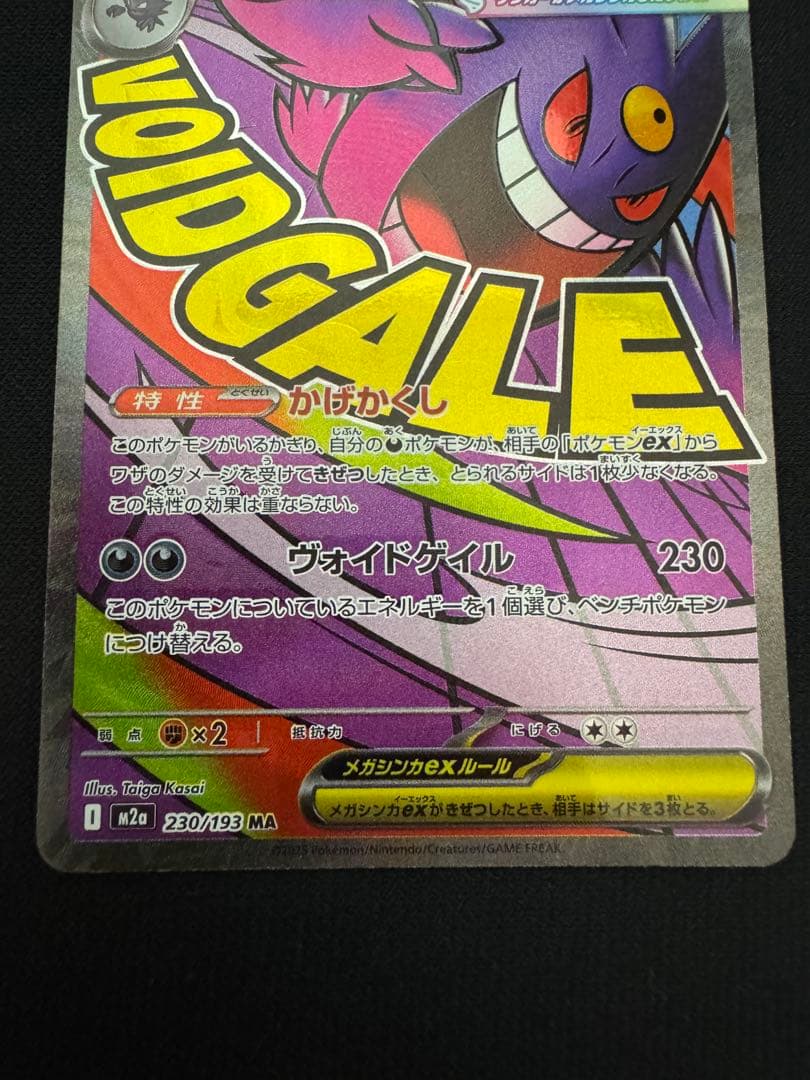 VOIDGALE
特性 とくせい かげかくし
このポケモンがいるかぎり、自分のポケモンが、相手の「ポケモンex」から
ワザのダメージを受けてきぜつしたとき、とられるサイドは1枚少なくなる。
この特性の効果は重ならない。
ヴォイドゲイル 230
このポケモンについているエネルギーを1個選び、ベンチポケモン
につけ替える。
弱点 ×2 抵抗力 にげる
メガシンカexルール
メガシンカexがきぜつしたとき、相手はサイドを3枚とる。
Illus. Taiga Kasai
I m2a 230/193 MA
©2025 Pokémon/Nintendo/Creatures/GAME FREAK.